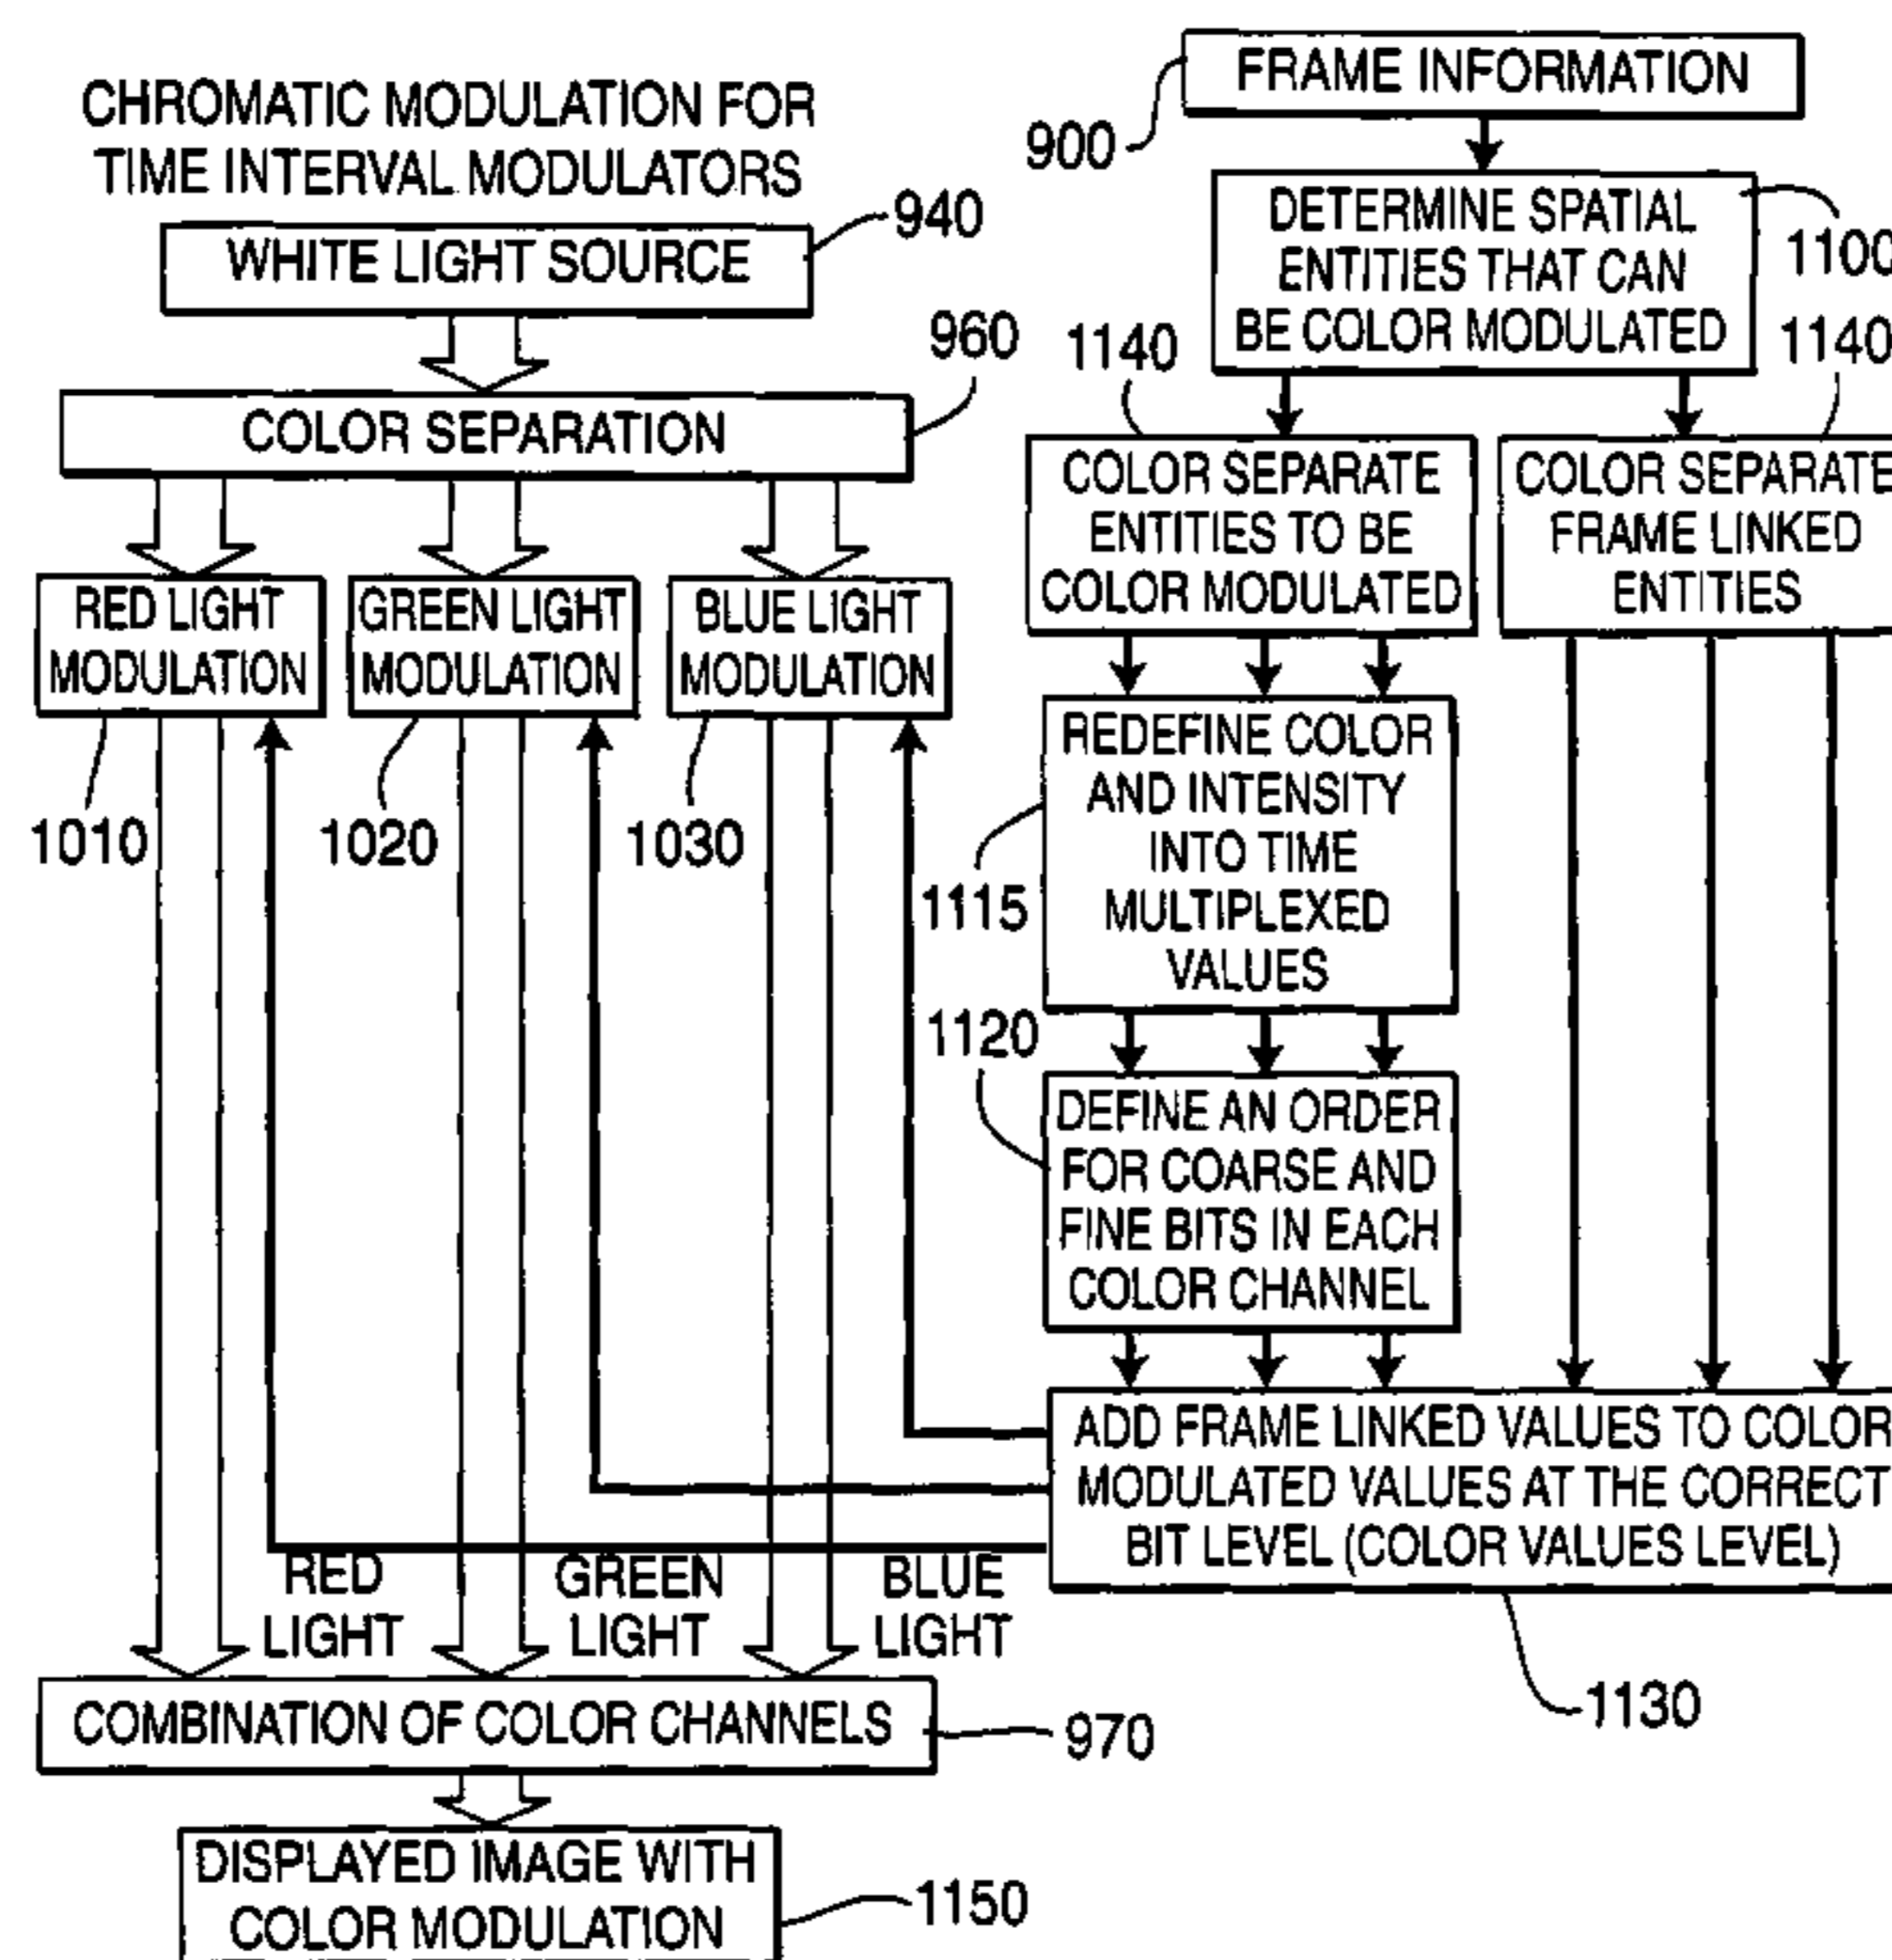 CHROMATIC MODULATION FOR
TIME INTERVAL MODULATORS
WHITE LIGHT SOURCE
940
COLOR SEPARATION
960
RED LIGHT
MODULATION
1010
GREEN LIGHT
MODULATION
1020
BLUE LIGHT
MODULATION
1030
FRAME INFORMATION
900
DETERMINE SPATIAL
ENTITIES THAT CAN
BE COLOR MODULATED
1100
1140
COLOR SEPARATE
ENTITIES TO BE
COLOR MODULATED
1140
COLOR SEPARATE
FRAME LINKED
ENTITIES
REDEFINE COLOR
AND INTENSITY
INTO TIME
MULTIPLEXED
VALUES
1115
1120
DEFINE AN ORDER
FOR COARSE AND
FINE BITS IN EACH
COLOR CHANNEL
ADD FRAME LINKED VALUES TO COLOR
MODULATED VALUES AT THE CORRECT
BIT LEVEL (COLOR VALUES LEVEL)
1130
RED
LIGHT
GREEN
LIGHT
BLUE
LIGHT
COMBINATION OF COLOR CHANNELS
970
DISPLAYED IMAGE WITH
COLOR MODULATION
1150